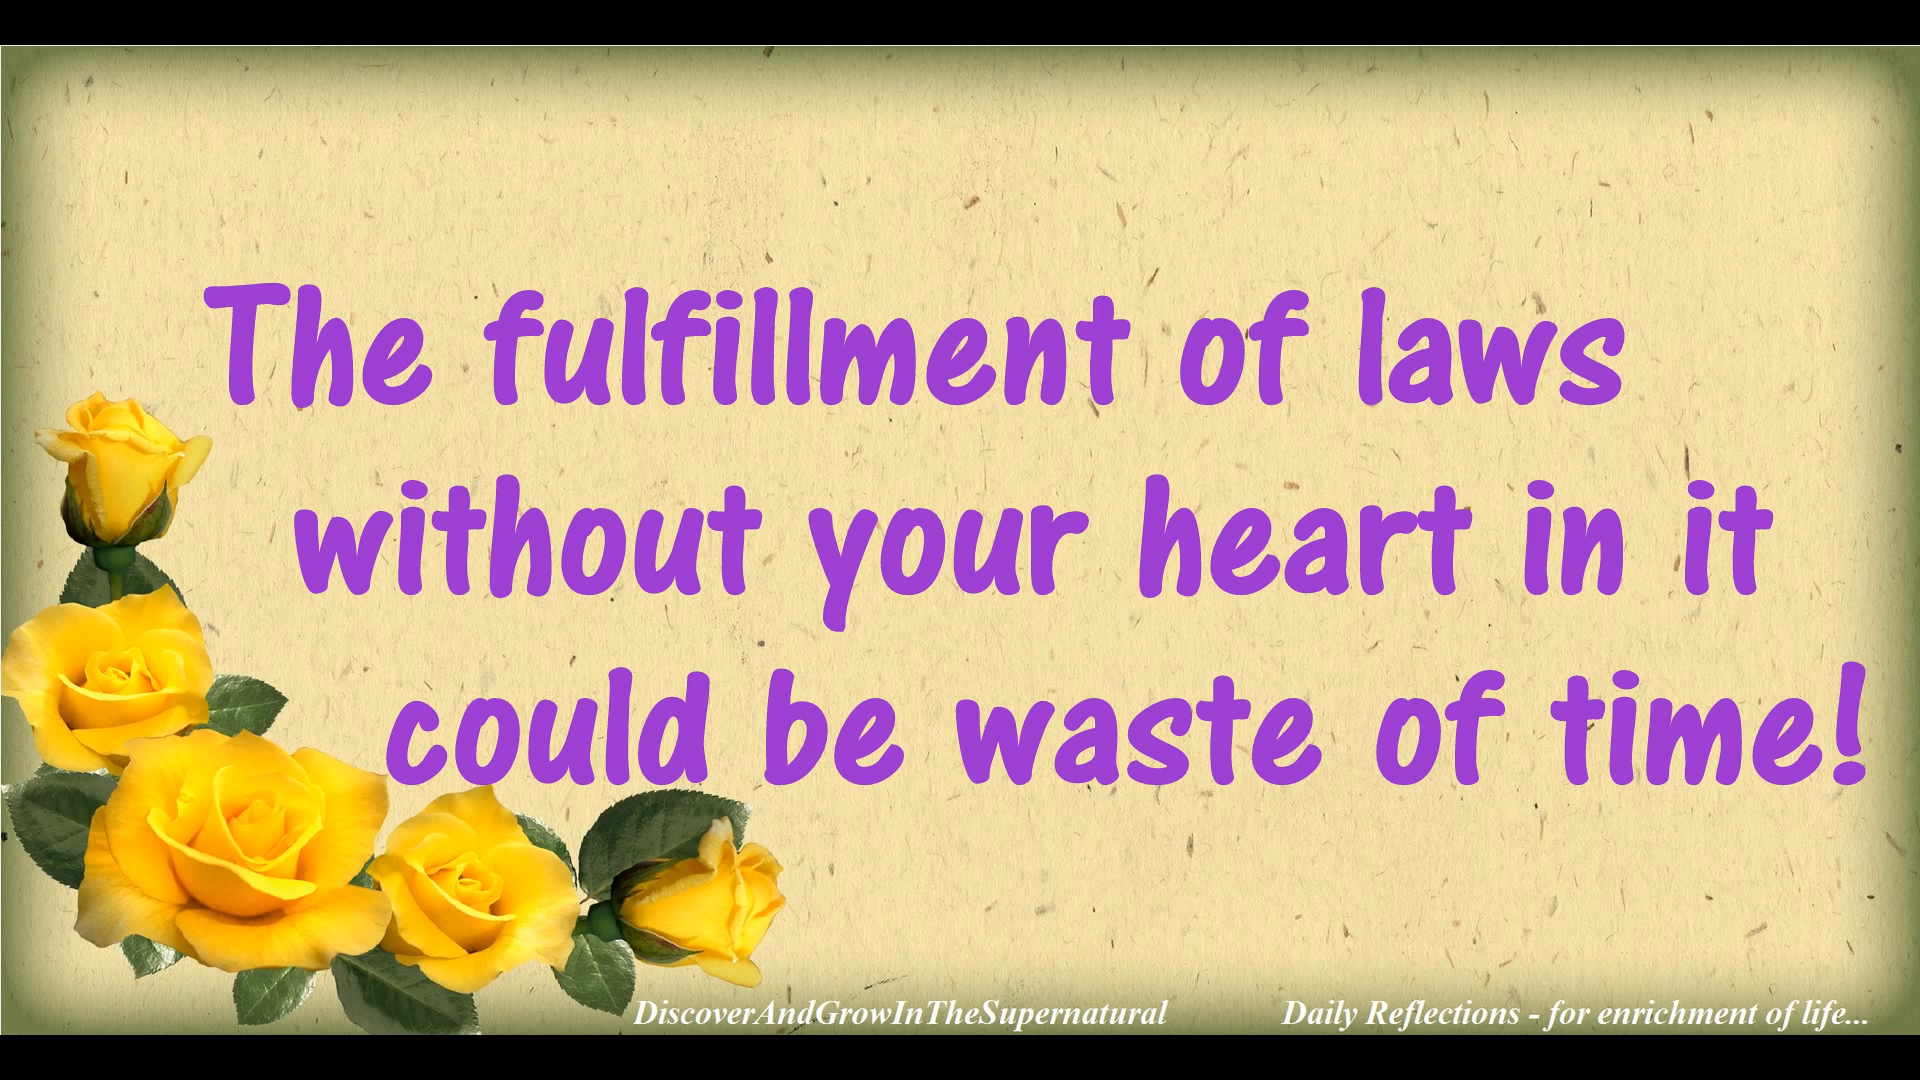 The fulfillment of laws
without your heart in it
could be waste of time!
DiscoverAndGrowInTheSupernatural
Daily Reflections - for enrichment of life...